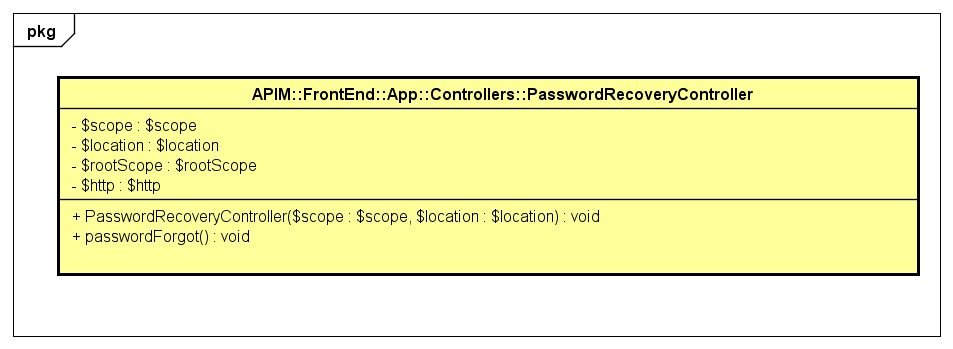 pkg
APIM::FrontEnd::App::Controllers::PasswordRecoveryController
- $scope : $scope
- $location : $location
- $rootScope : $rootScope
- $http : $http
+ PasswordRecoveryController($scope : $scope, $location : $location) : void
+ passwordForgot() : void